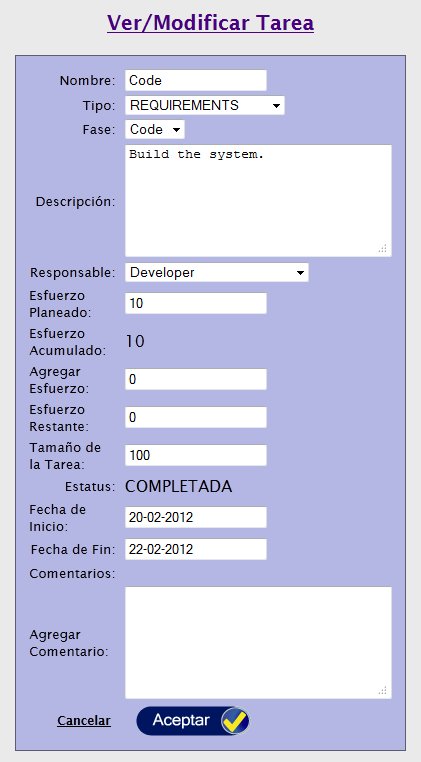 Ver/Modificar Tarea
Nombre: Code
Tipo: REQUIREMENTS
Fase: Code
Descripción: Build the system.
Responsable: Developer
Esfuerzo
Planeado: 10
Esfuerzo
Acumulado: 10
Agregar
Esfuerzo: 0
Esfuerzo
Restante: 0
Tamaño de
la Tarea: 100
Estatus: COMPLETADA
Fecha de
Inicio: 20-02-2012
Fecha de Fin: 22-02-2012
Comentarios:
Agregar
Comentario:
Cancelar Aceptar